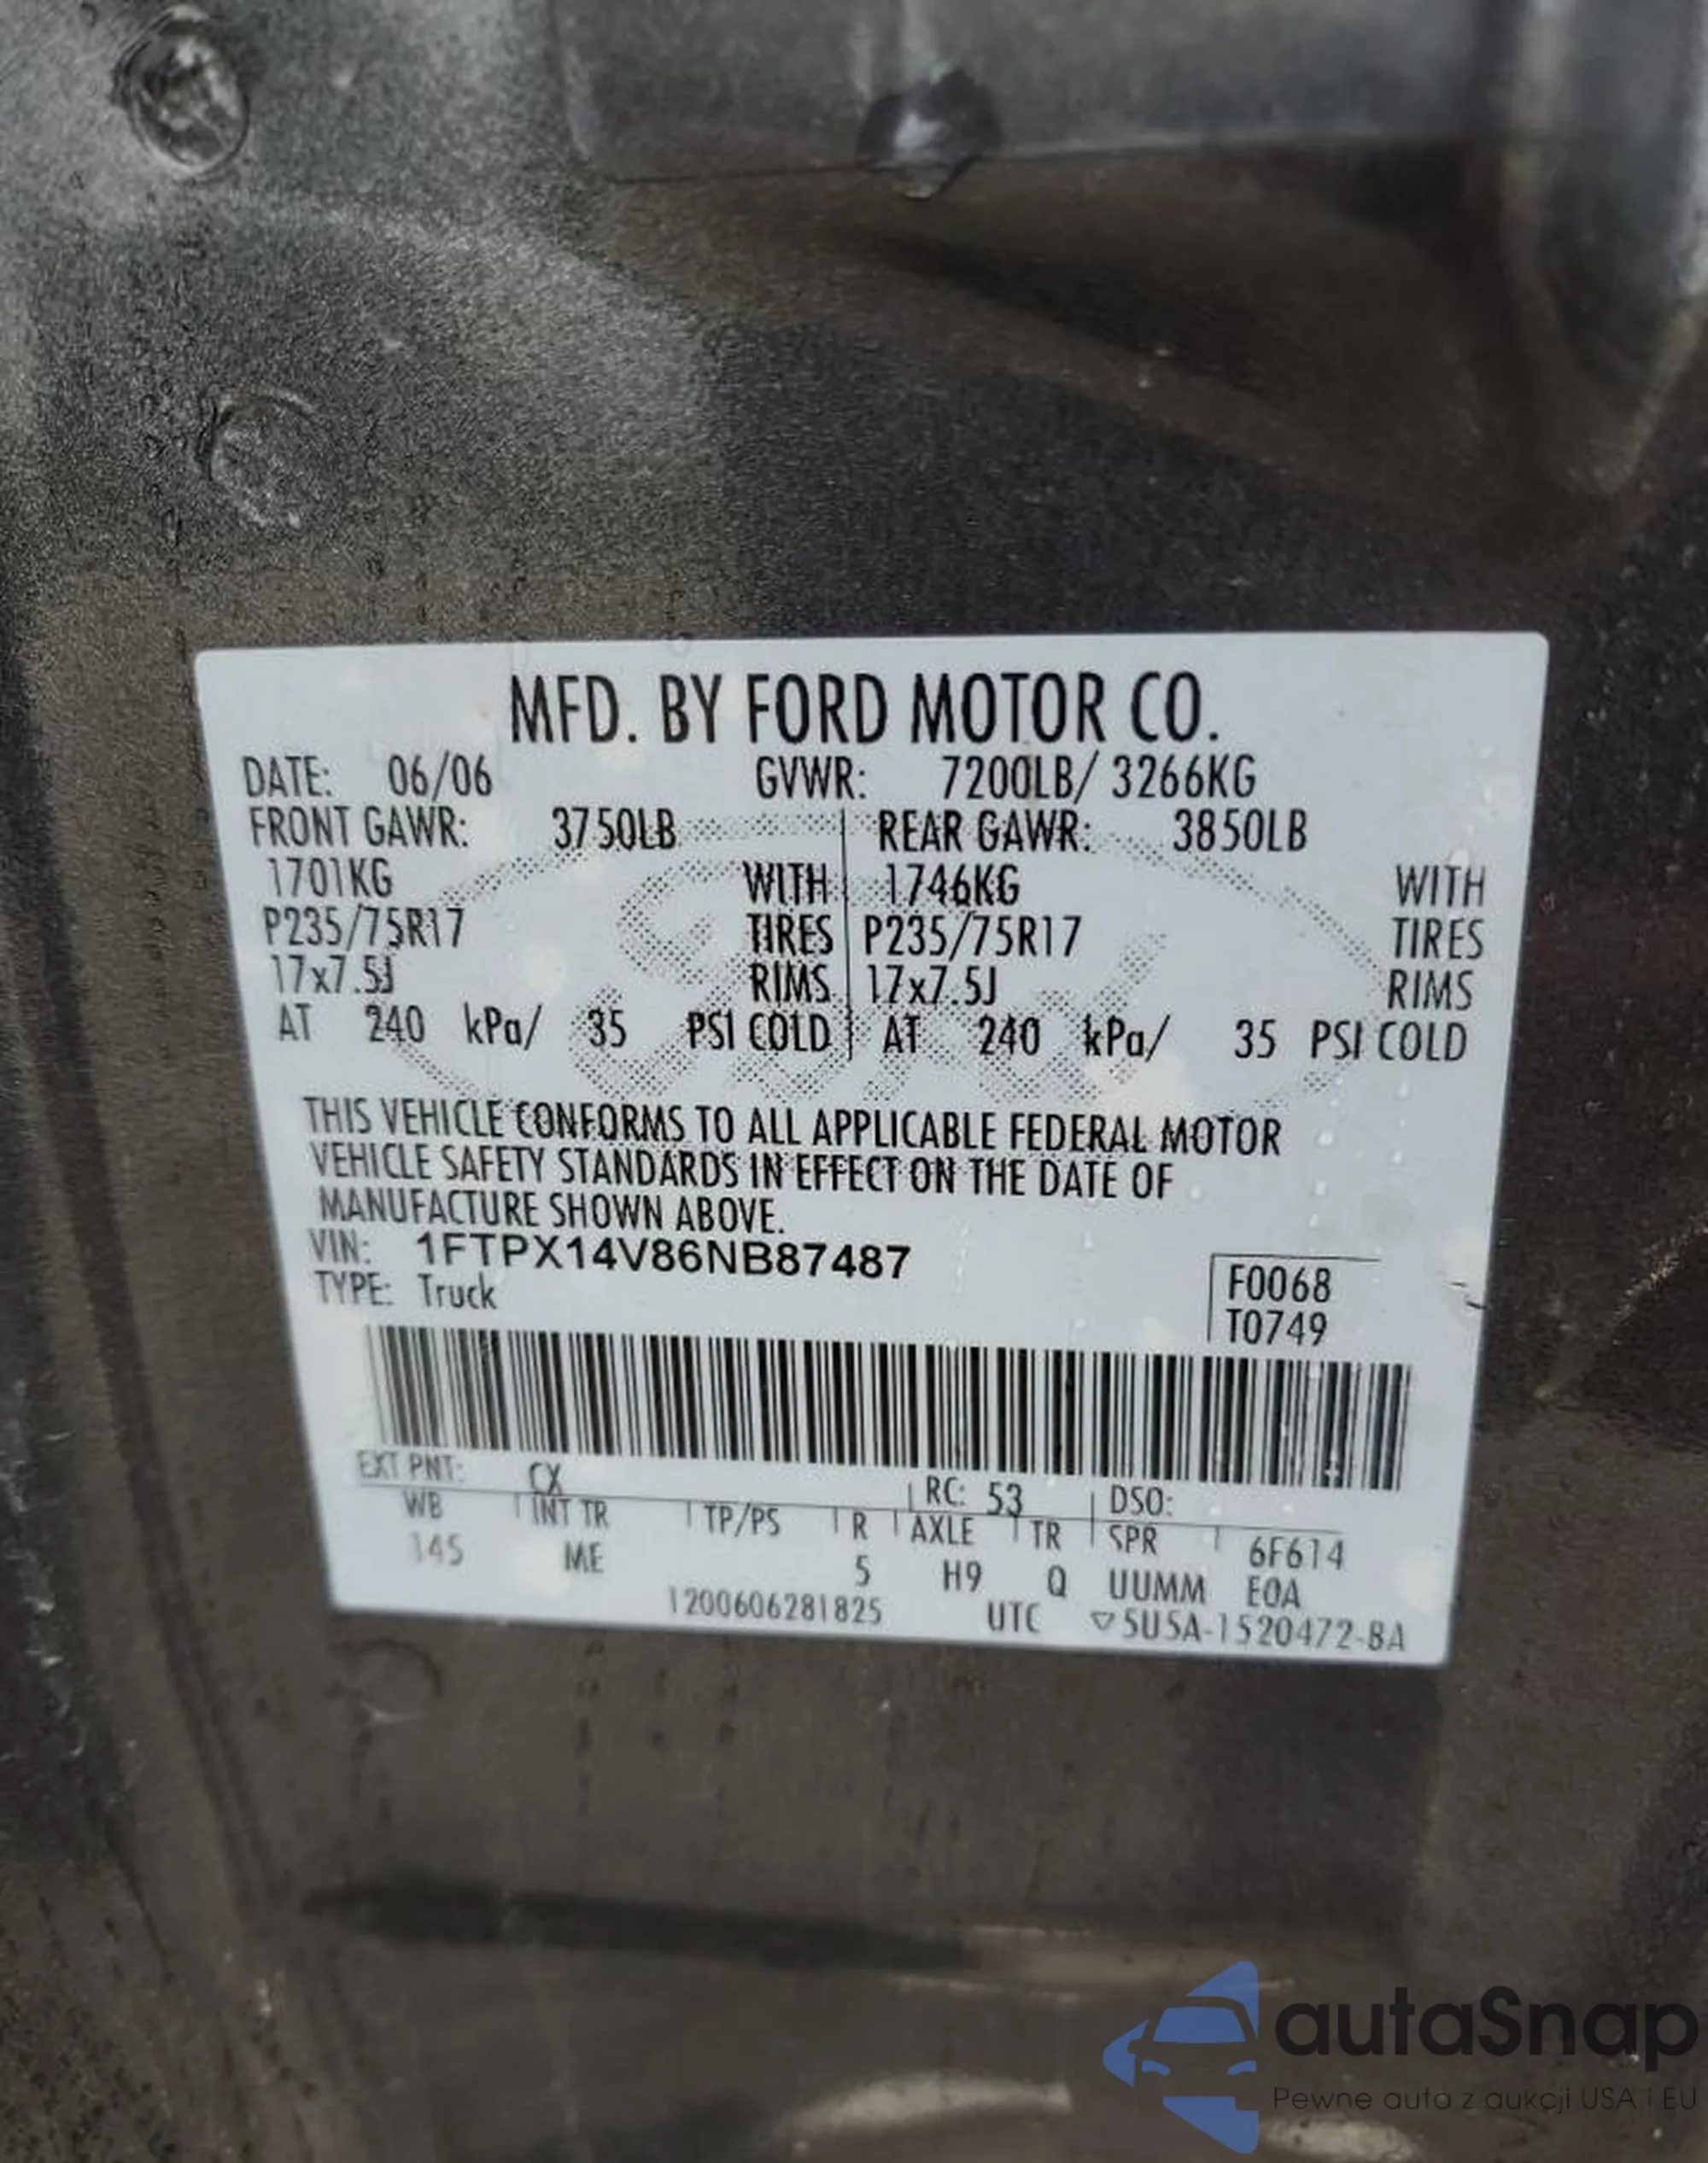 MFD. BY FORD MOTOR CO.
DATE: 06/06 GVWR: 7200LB/ 3266KG
FRONT GAWR: 3750LB REAR GAWR: 3850LB
1701KG WITH 1746KG WITH
P235/75R17 TIRES P235/75R17 TIRES
17x7.5J RIMS 17x7.5J RIMS
AT 240 kPa/ 35 PSI COLD AT 240 kPa/ 35 PSI COLD
THIS VEHICLE CONFORMS TO ALL APPLICABLE FEDERAL MOTOR
VEHICLE SAFETY STANDARDS IN EFFECT ON THE DATE OF
MANUFACTURE SHOWN ABOVE.
VIN: 1FTPX14V86NB87487
TYPE: Truck
F0068
T0749
EXT PNT: CX RC: 53 DSO:
WB INT TR TP/PS R AXLE TR SPR 6F614
145 ME 5 H9 Q UUMM EOA
1200606281825 UTC ▽5U5A-1520472-BA
autaSnap
Pewne auta z aukcji USA i EU